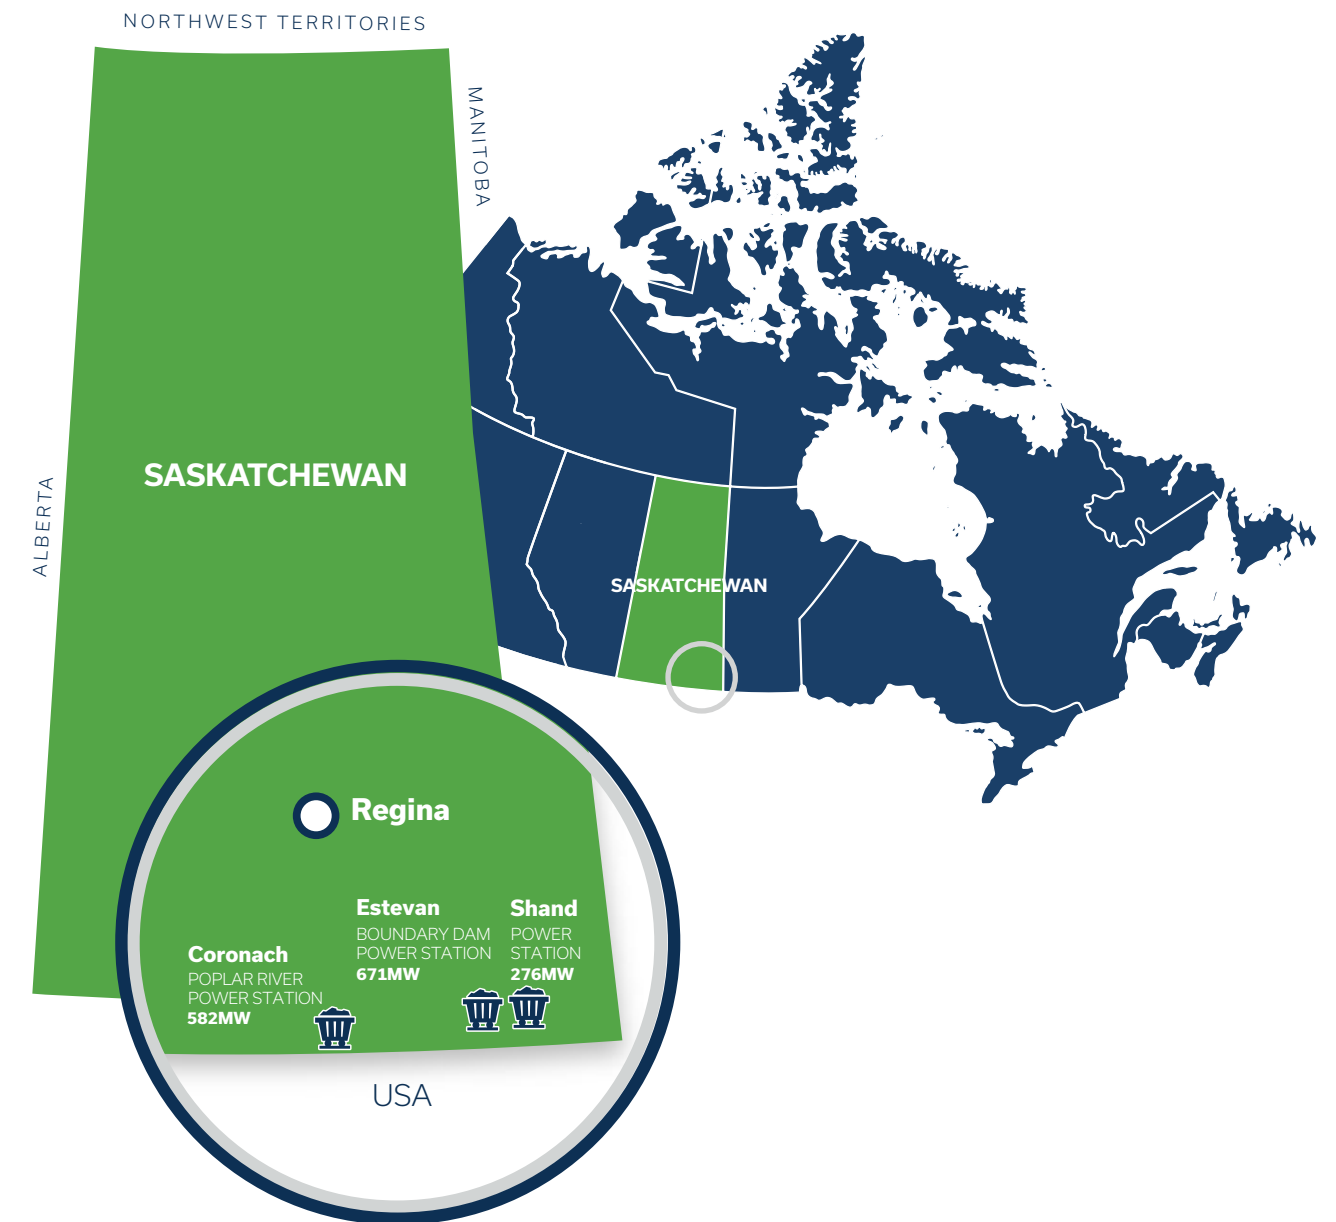 NORTHWEST TERRITORIES
MANITOBA
ALBERTA
SASKATCHEWAN
SASKATCHEWAN
Regina
Estevan
BOUNDARY DAM
POWER STATION
671MW
Shand
POWER
STATION
276MW
Coronach
POPLAR RIVER
POWER STATION
582MW
USA